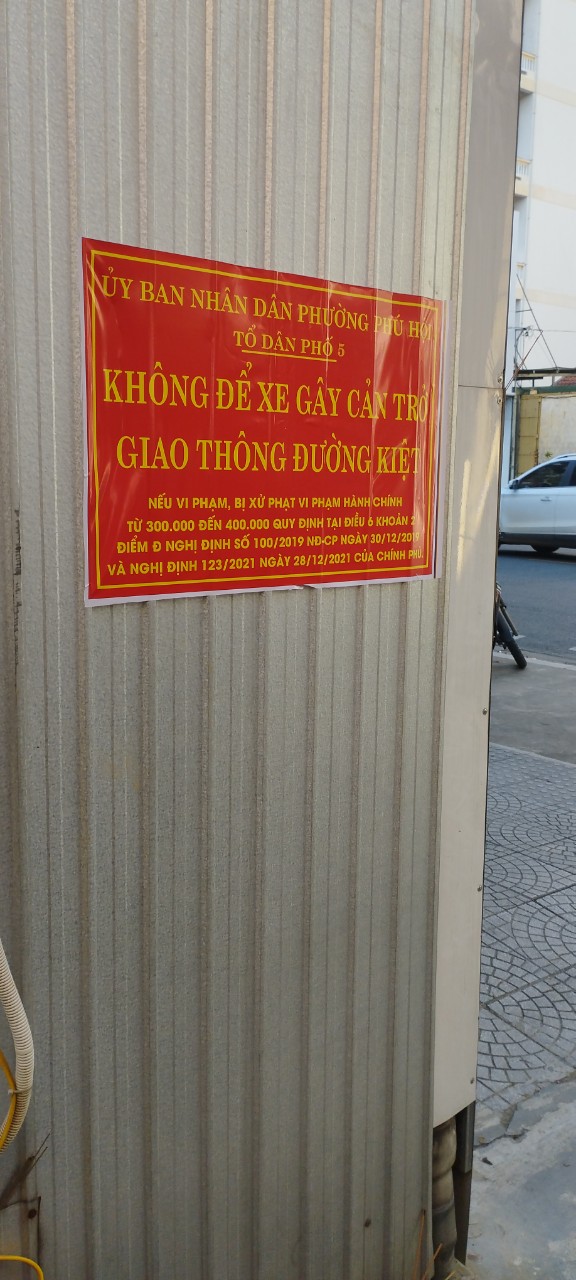 ỦY BAN NHÂN DÂN PHƯỜNG PHÚ HỘI
TỔ DÂN PHỐ 5
KHÔNG ĐỂ XE GÂY CẢN TRỞ
GIAO THÔNG ĐƯỜNG KIỆT
NẾU VI PHẠM, BỊ XỬ PHẠT VI PHẠM HÀNH CHÍNH
TỪ 300.000 ĐẾN 400.000 QUY ĐỊNH TẠI ĐIỀU 6 KHOẢN 2
ĐIỂM Đ NGHỊ ĐỊNH SỐ 100/2019 NĐ-CP NGÀY 30/12/2019
VÀ NGHỊ ĐỊNH 123/2021 NGÀY 28/12/2021 CỦA CHÍNH PHỦ.